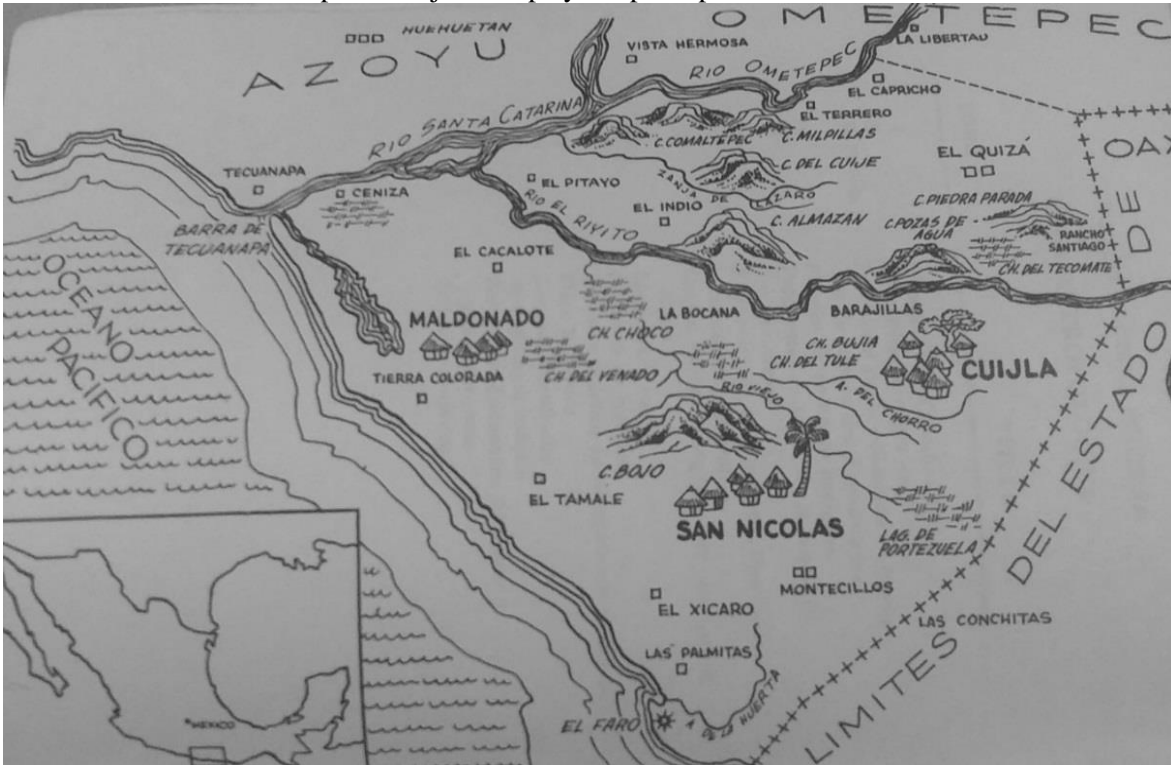 OMETEPEC
HUEHUETAN
AZOYU
VISTA HERMOSA
LA LIBERTAD
RIO OMETEPEC
EL CAPRICHO
EL TERRERO
RIO SANTA CATARINA
C. COMALTEPEC
C. MILPILLAS
C. DEL CUIJE
EL QUIZÁ
OAX
TECUANAPA
CENIZA
EL PITAYO
ZANJA DE LAZARO
C. PIEDRA PARADA
RIO EL RIYITO
EL INDIO
C. ALMAZAN
C. POZAS DE
AGUA
RANCHO
SANTIAGO
BARRA DE
TECUANAPA
EL CACALOTE
CH. DEL TECOMATE
OCEANO
PACIFICO
MALDONADO
LA BOCANA
BARAJILLAS
CH. CHOCO
CH. BUJIA
CH. DEL TULE
CUIJLA
TIERRA COLORADA
CH. DEL VENADO
RIO VIEJO
A. DEL CHORRO
C. BOJO
EL TAMALE
SAN NICOLAS
LAG. DE
PORTEZUELA
MONTECILLOS
EL XICARO
LAS CONCHITAS
LAS PALMITAS
EL FARO
A DE LA HUERTA
LIMITES DEL ESTADO DE
MEXICO